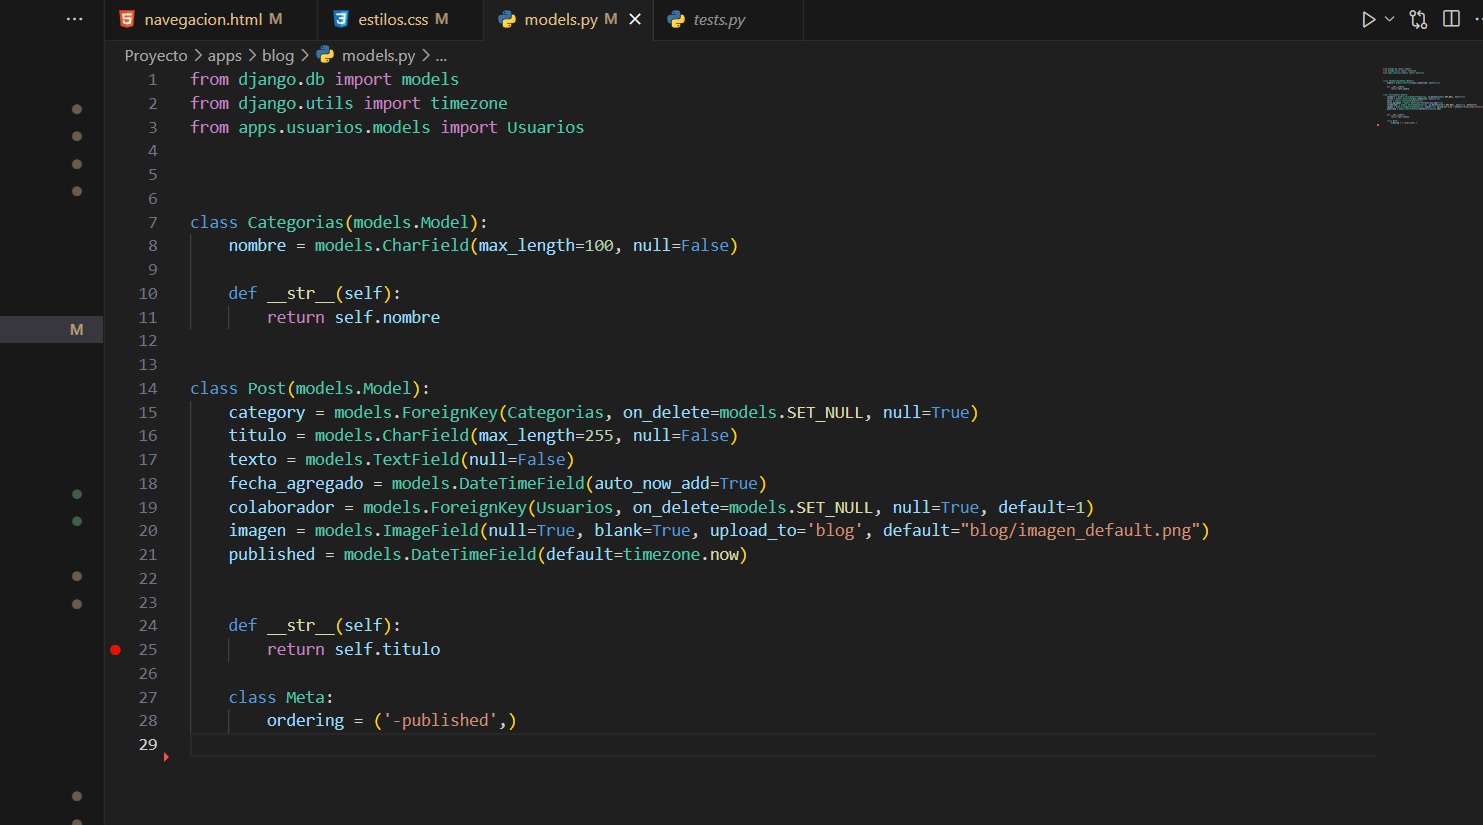 navegacion.html M estilos.css M models.py M tests.py
Proyecto > apps > blog > models.py > ...
1 from django.db import models
2 from django.utils import timezone
3 from apps.usuarios.models import Usuarios
4
5
6
7 class Categorias(models.Model):
8     nombre = models.CharField(max_length=100, null=False)
9
10     def __str__(self):
11         return self.nombre
12
13
14 class Post(models.Model):
15     category = models.ForeignKey(Categorias, on_delete=models.SET_NULL, null=True)
16     titulo = models.CharField(max_length=255, null=False)
17     texto = models.TextField(null=False)
18     fecha_agregado = models.DateTimeField(auto_now_add=True)
19     colaborador = models.ForeignKey(Usuarios, on_delete=models.SET_NULL, null=True, default=1)
20     imagen = models.ImageField(null=True, blank=True, upload_to='blog', default="blog/imagen_default.png")
21     published = models.DateTimeField(default=timezone.now)
22
23
24     def __str__(self):
25         return self.titulo
26
27     class Meta:
28         ordering = ('-published',)
29
M